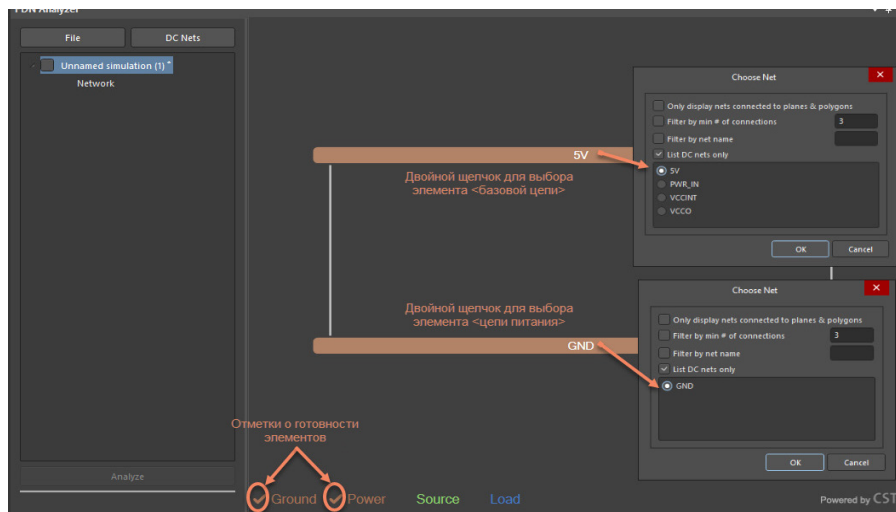 PDN Analyzer
File
DC Nets
Unnamed simulation (1) *
Network
Analyze
5V
Двойной щелчок для выбора
элемента <базовой цепи>
Двойной щелчок для выбора
элемента <цепи питания>
GND
Choose Net
Only display nets connected to planes & polygons
Filter by min # of connections
3
Filter by net name
List DC nets only
5V
PWR_IN
VCCINT
VCCO
OK
Cancel
Choose Net
Only display nets connected to planes & polygons
Filter by min # of connections
3
Filter by net name
List DC nets only
GND
OK
Cancel
Отметки о готовности
элементов
Ground
Power
Source
Load
Powered by CST